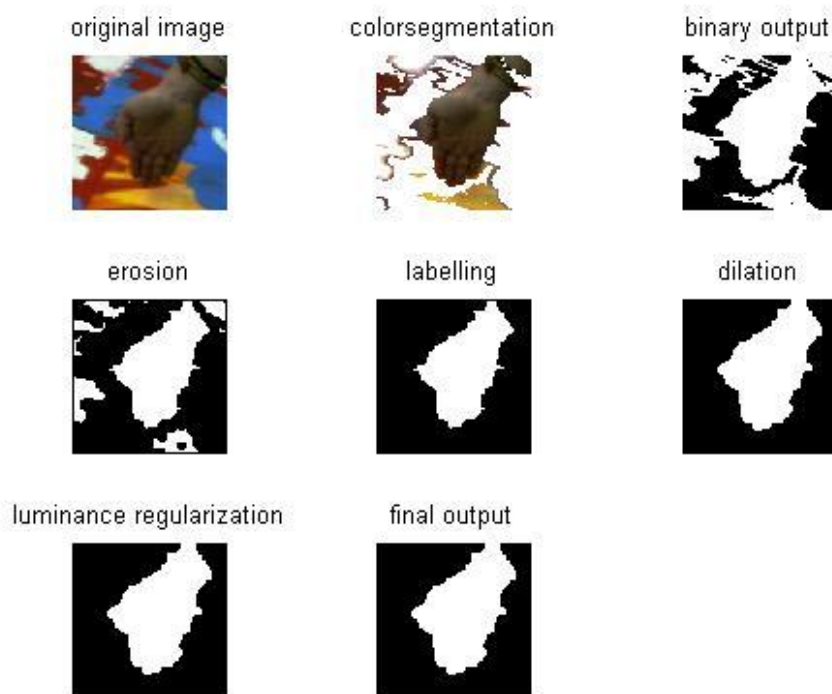 original image
colorsegmentation
binary output
erosion
labelling
dilation
luminance regularization
final output